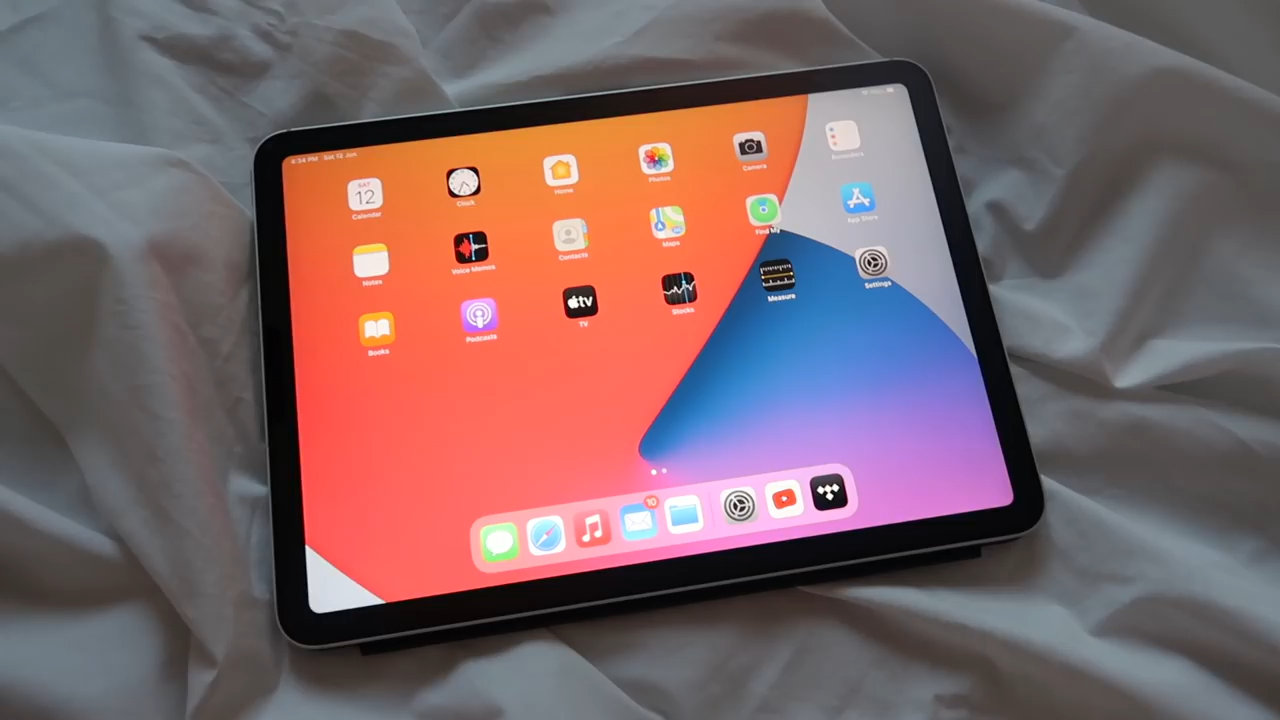 4:34 PM Sat 12 Jun
SAT
12
Calendar
Clock
Home
Photos
Camera
Reminders
Notes
Voice Memos
Contacts
Maps
Find My
App Store
Books
Podcasts
tv
TV
Stocks
Measure
Settings
10